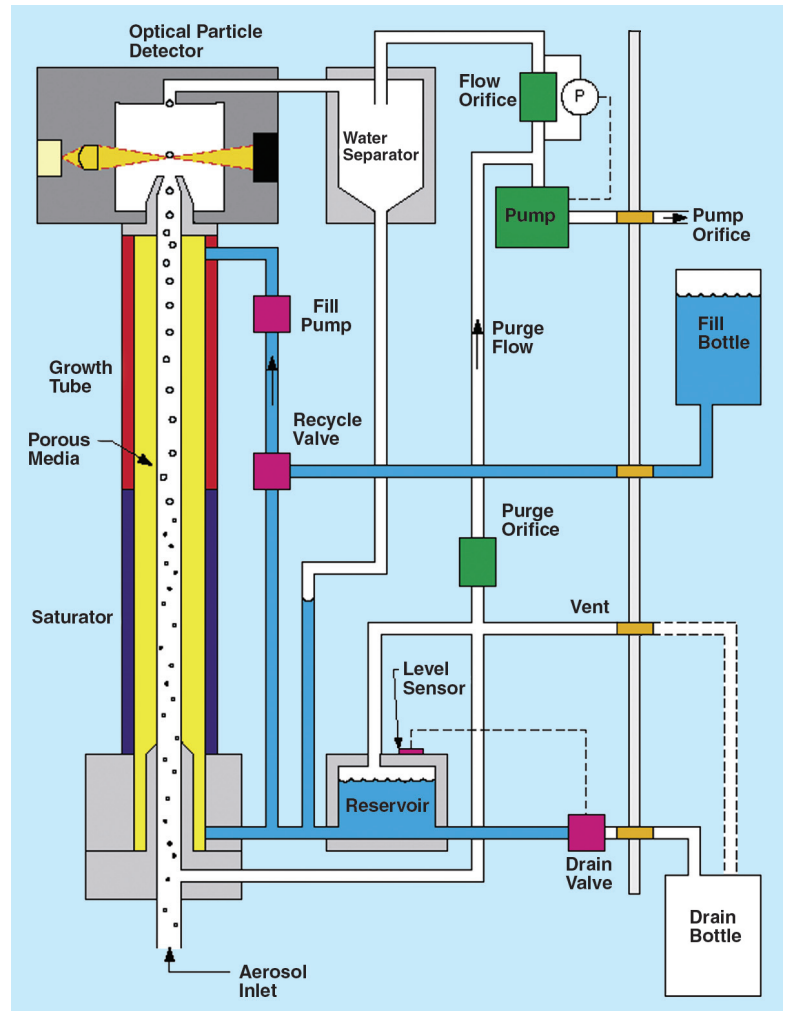 Optical Particle
Detector
Flow
Orifice
P
Water
Separator
Pump
Pump
Orifice
Fill
Pump
Purge
Flow
Fill
Bottle
Growth
Tube
Recycle
Valve
Porous
Media
Purge
Orifice
Saturator
Vent
Level
Sensor
Reservoir
Drain
Valve
Drain
Bottle
Aerosol
Inlet